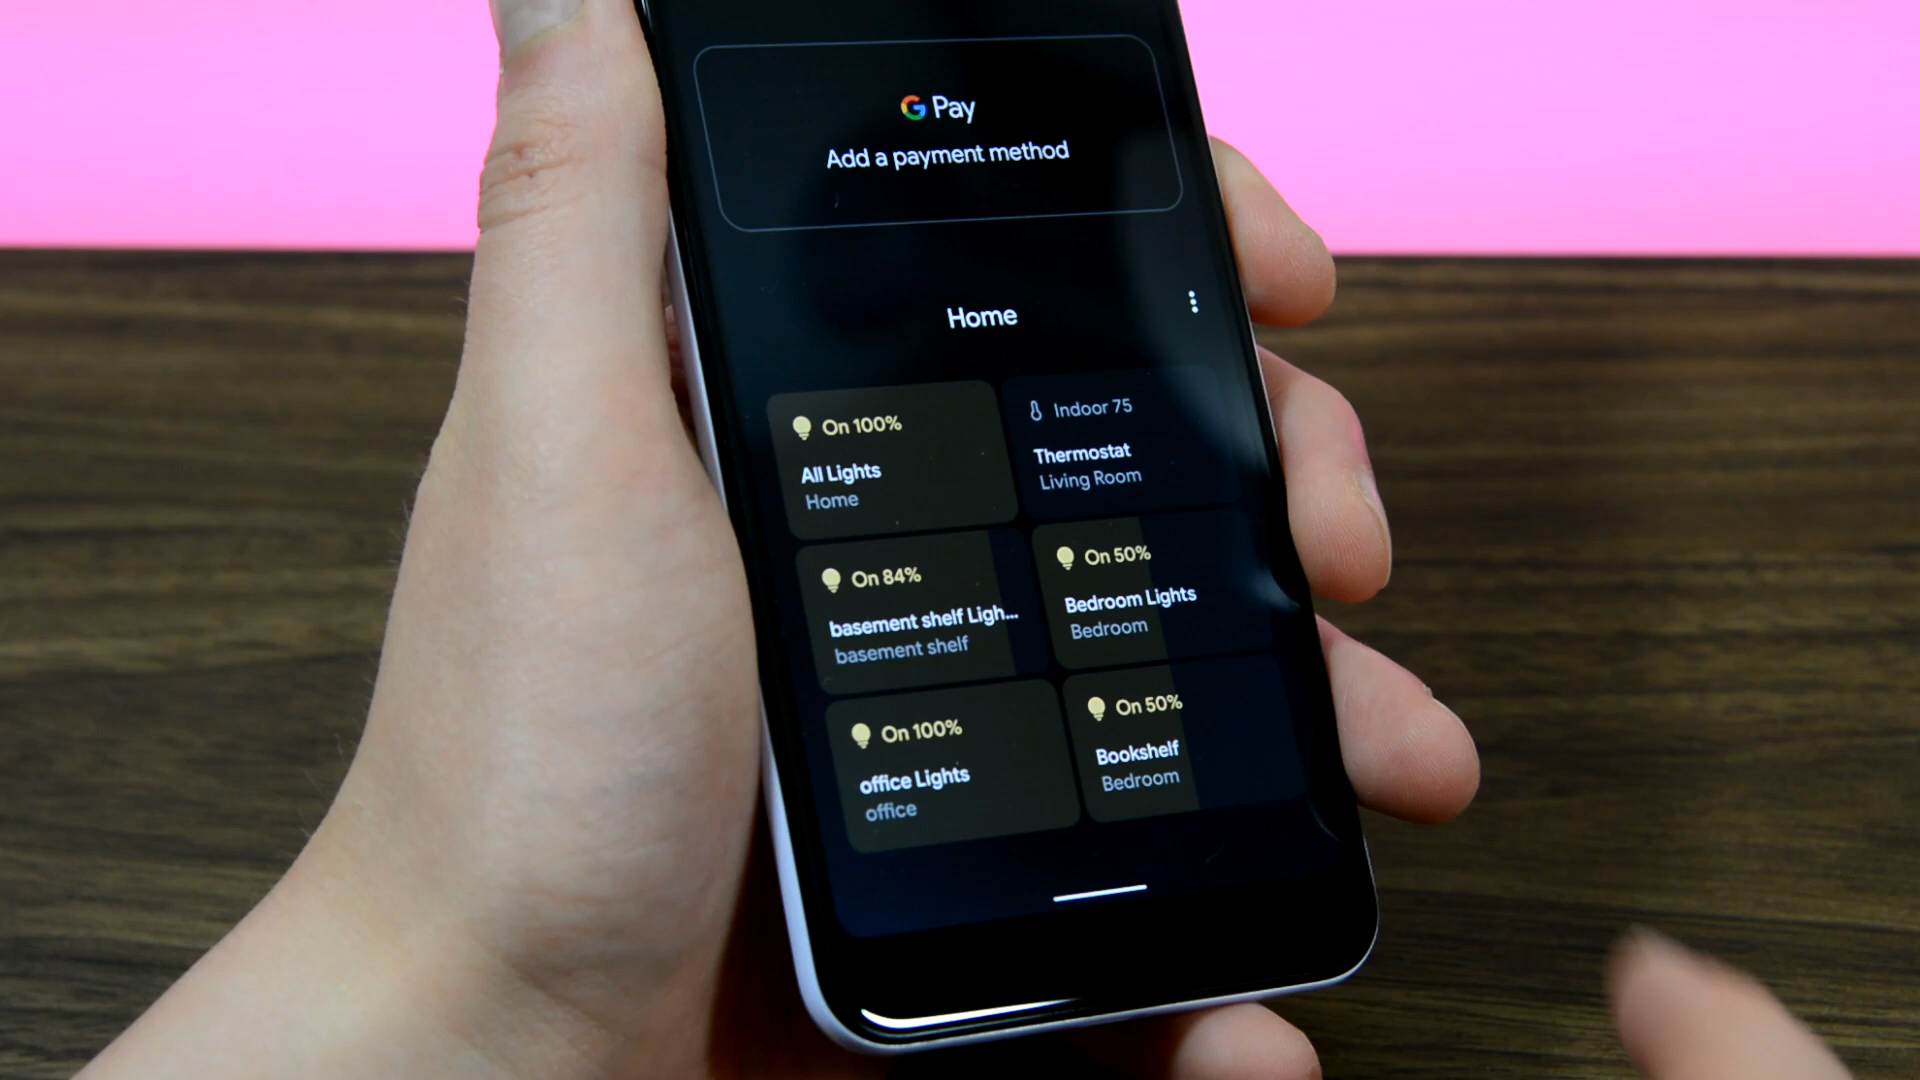 G Pay
Add a payment method
Home
On 100%
All Lights
Home
Indoor 75
Thermostat
Living Room
On 84%
basement shelf Ligh...
basement shelf
On 50%
Bedroom Lights
Bedroom
On 100%
office Lights
office
On 50%
Bookshelf
Bedroom